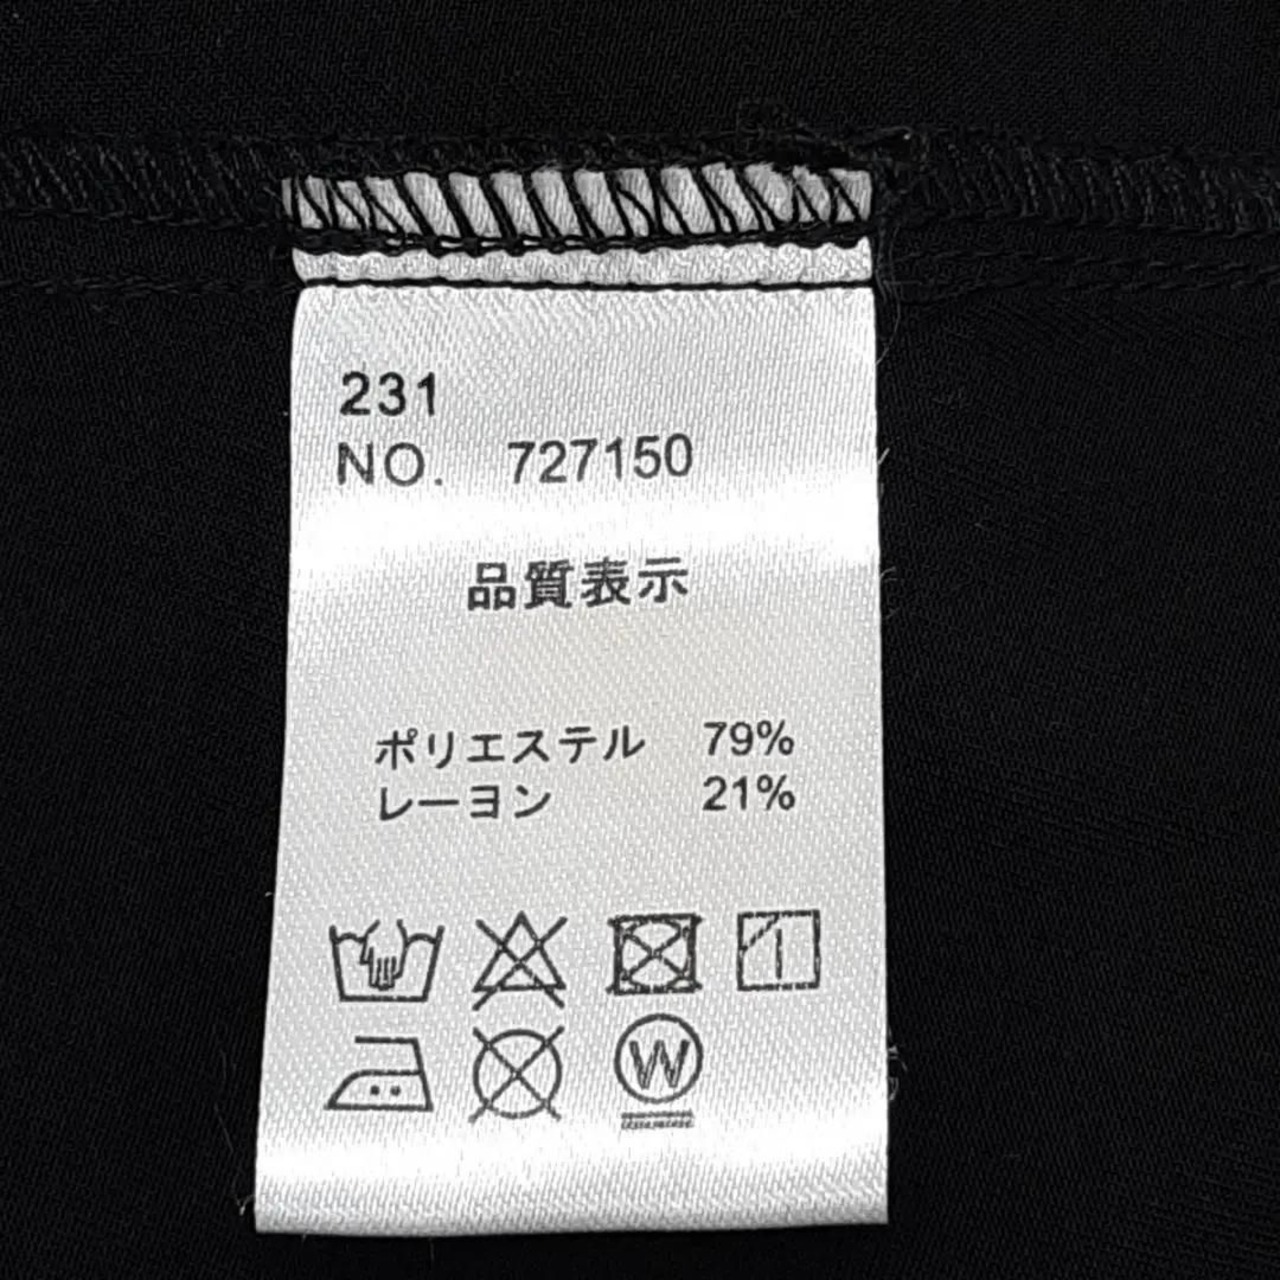 231
NO. 727150
品質表示
ポリエステル 79%
レーヨン 21%
W